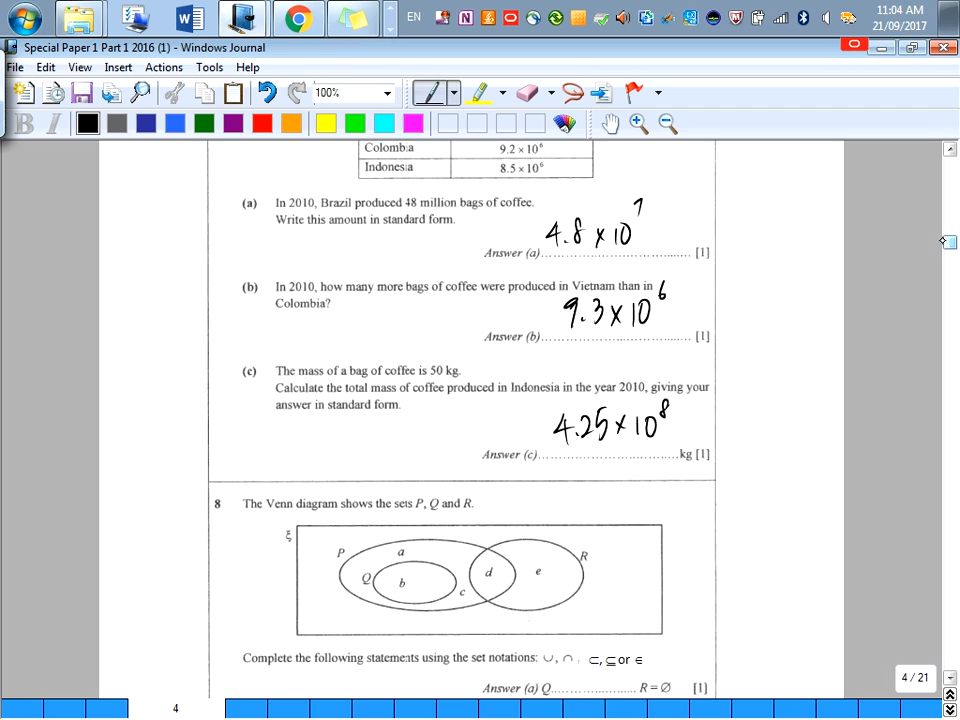 EN
11:04 AM
21/09/2017
Special Paper 1 Part 1 2016 (1) - Windows Journal
File Edit View Insert Actions Tools Help
100%
B I
Colombia 9.2 × 10⁶
Indonesia 8.5 × 10⁶
(a) In 2010, Brazil produced 48 million bags of coffee.
Write this amount in standard form.
4.8 × 10⁷
Answer (a)................................ [1]
(b) In 2010, how many more bags of coffee were produced in Vietnam than in
Colombia?
9.3 × 10⁶
Answer (b)................................ [1]
(c) The mass of a bag of coffee is 50 kg.
Calculate the total mass of coffee produced in Indonesia in the year 2010, giving your
answer in standard form.
4.25 × 10⁸
Answer (c)................................kg [1]
8 The Venn diagram shows the sets P, Q and R.
ξ
P a R
Q b c d e
Complete the following statements using the set notations: ∪, ∩, ⊂, ⊆ or ∈
Answer (a) Q.................... R = ∅ [1]
4 / 21
4